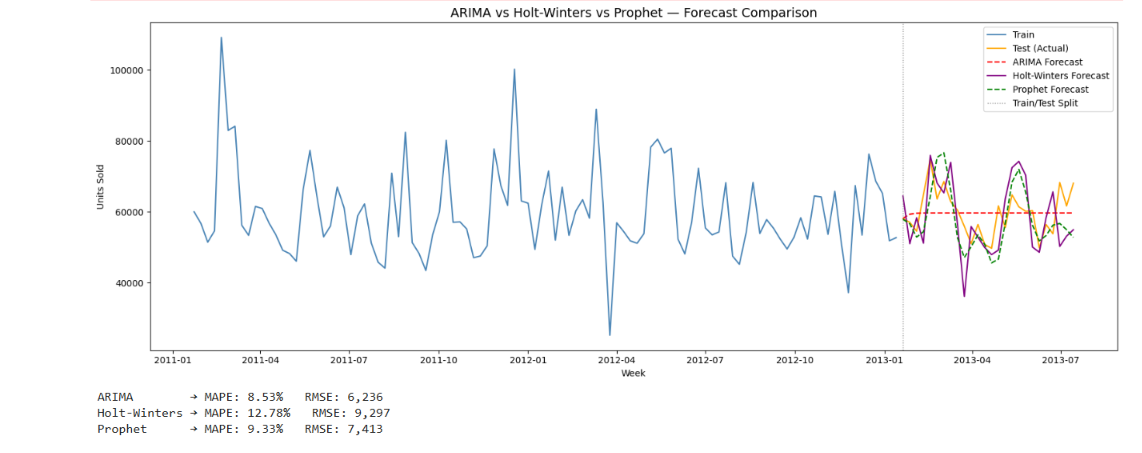 ARIMA vs Holt-Winters vs Prophet — Forecast Comparison
Train
Test (Actual)
ARIMA Forecast
Holt-Winters Forecast
Prophet Forecast
Train/Test Split
100000
80000
60000
40000
Units Sold
2011-01 2011-04 2011-07 2011-10 2012-01 2012-04 2012-07 2012-10 2013-01 2013-04 2013-07
Week
ARIMA → MAPE: 8.53% RMSE: 6,236
Holt-Winters → MAPE: 12.78% RMSE: 9,297
Prophet → MAPE: 9.33% RMSE: 7,413